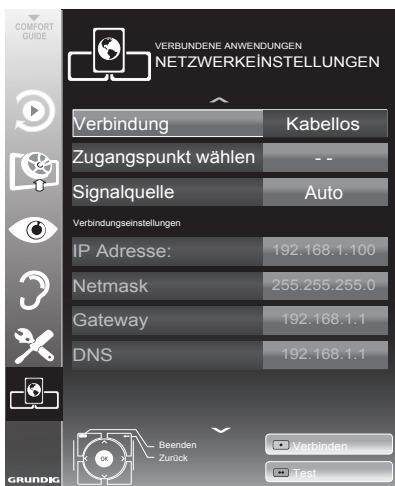 COMFORT
GUIDE
VERBUNDENE ANWENDUNGEN
NETZWERKEİNSTELLUNGEN
Verbindung Kabellos
Zugangspunkt wählen - -
Signalquelle Auto
Verbindungseinstellungen
IP Adresse: 192.168.1.100
Netmask 255.255.255.0
Gateway 192.168.1.1
DNS 192.168.1.1
OK
Beenden
Zurück
Verbinden
Test
GRUNDIG